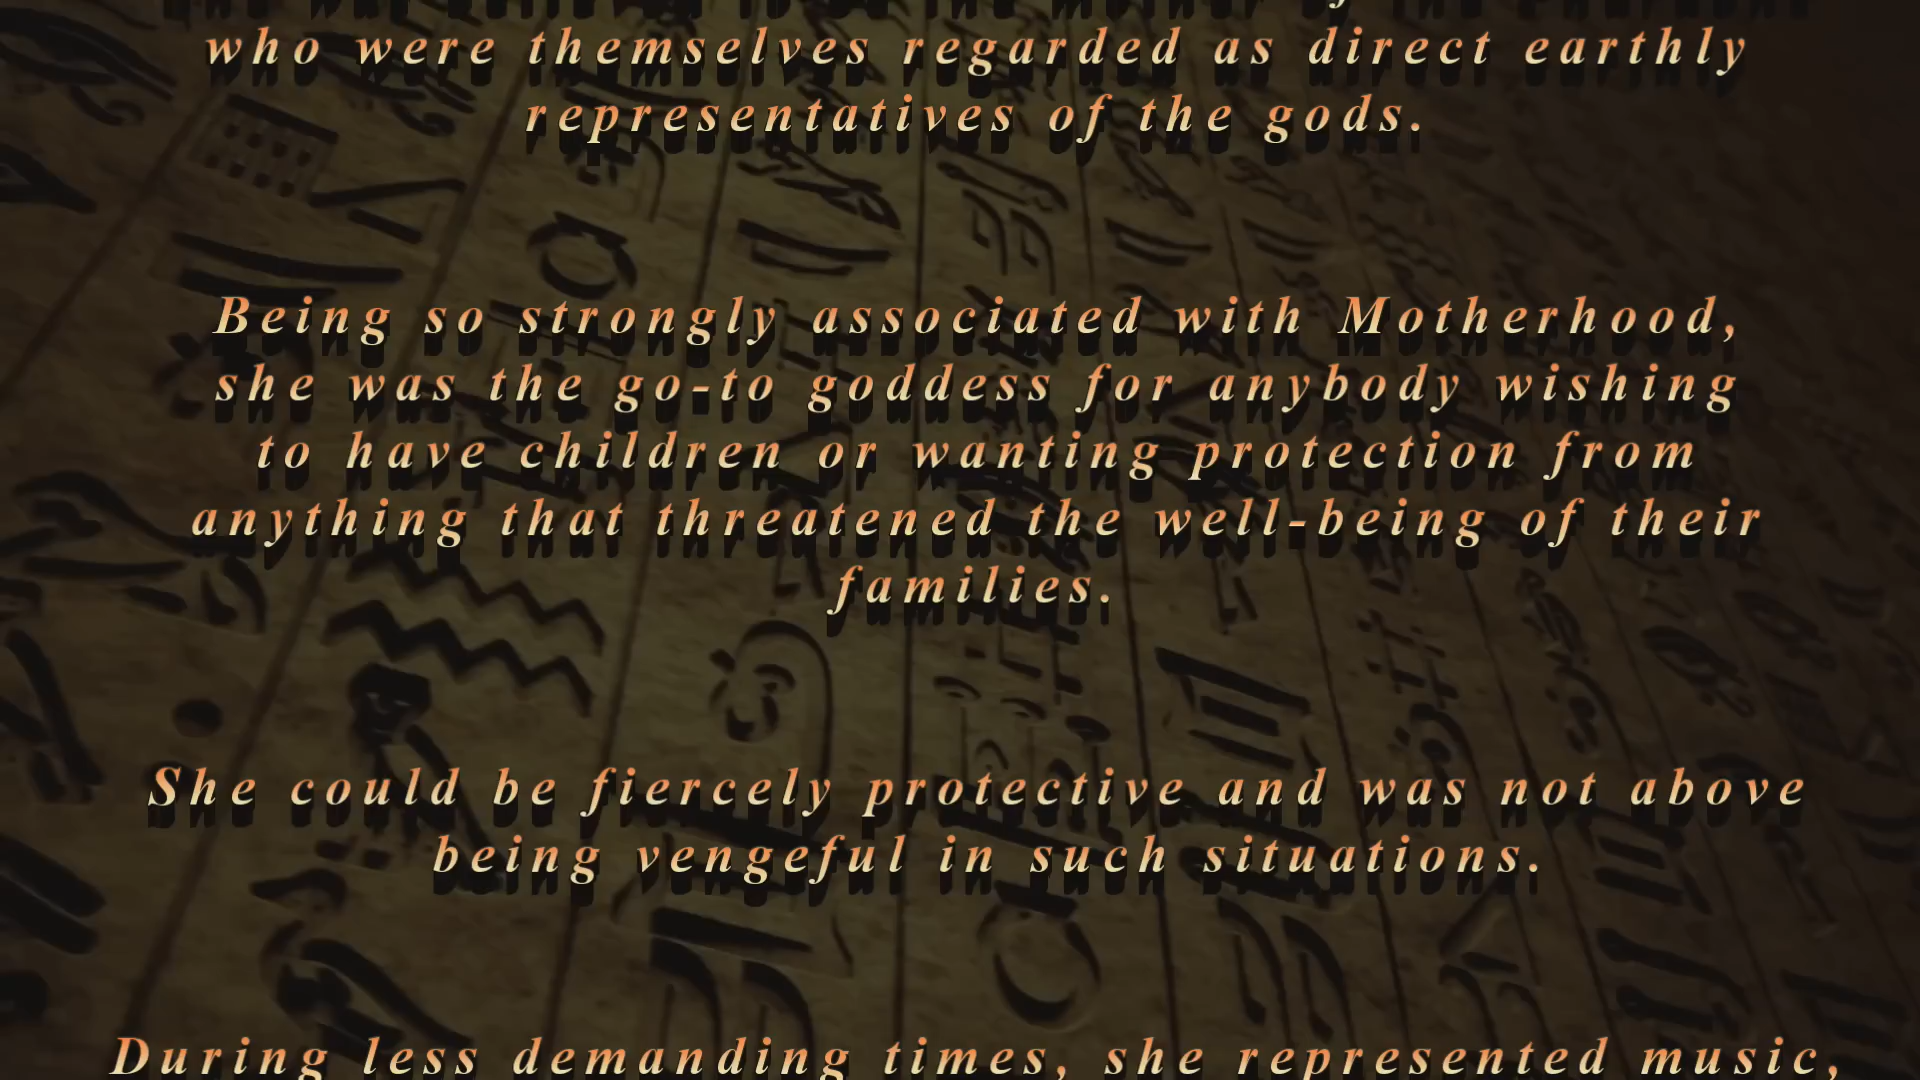 who were themselves regarded as direct earthly
representatives of the gods.
Being so strongly associated with Motherhood,
she was the go-to goddess for anybody wishing
to have children or wanting protection from
anything that threatened the well-being of their
families.
She could be fiercely protective and was not above
being vengeful in such situations.
During less demanding times, she represented music,